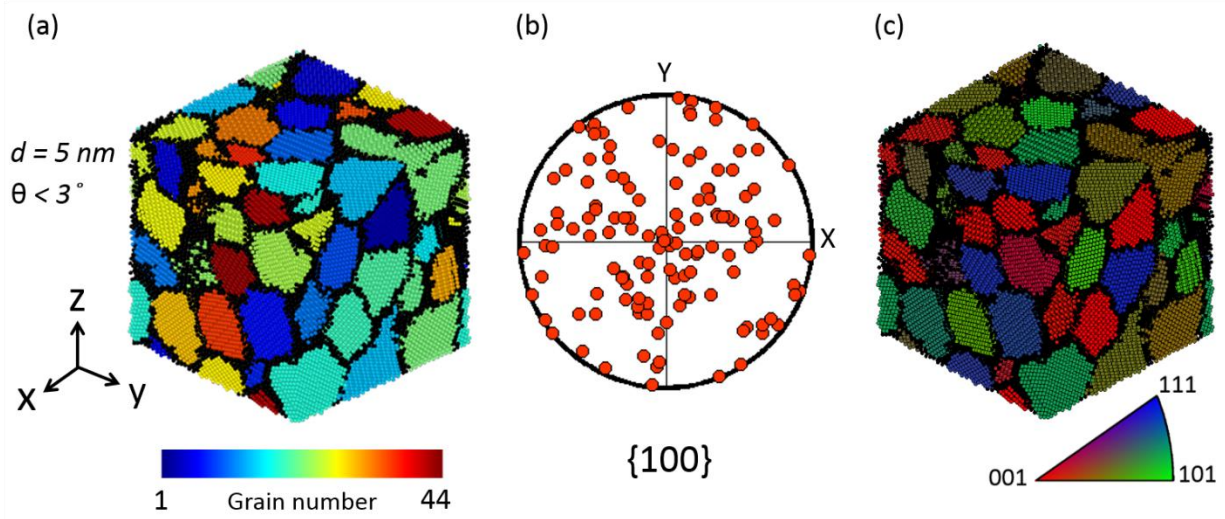 (a)
d = 5 nm
θ < 3°
Z
X
y
1
Grain number
44
(b)
Y
X
{100}
(c)
111
001
101